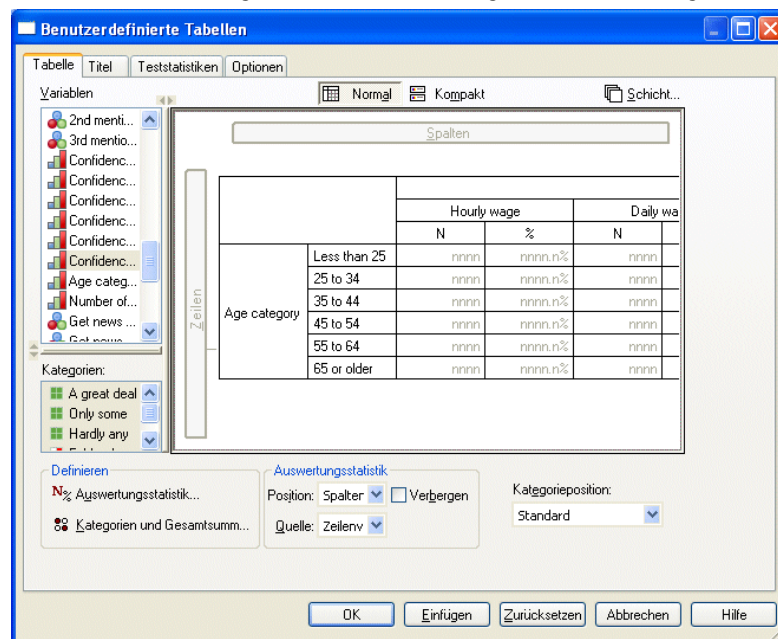 Benutzerdefinierte Tabellen
Tabelle Titel Teststatistiken Optionen
Variablen
Normal Kompakt Schicht...
2nd menti...
3rd mentio...
Confidenc...
Confidenc...
Confidenc...
Confidenc...
Confidenc...
Confidenc...
Age categ...
Number of...
Get news ...
Kategorien:
A great deal
Only some
Hardly any
Spalten
Zeilen
Hourly wage Daily wa
N % N
Age category
Less than 25 nnnn nnnn.n% nnnn
25 to 34 nnnn nnnn.n% nnnn
35 to 44 nnnn nnnn.n% nnnn
45 to 54 nnnn nnnn.n% nnnn
55 to 64 nnnn nnnn.n% nnnn
65 or older nnnn nnnn.n% nnnn
Definieren
N% Auswertungsstatistik...
Kategorien und Gesamtsumm...
Auswertungsstatistik
Position: Spalter Verbergen
Quelle: Zeilenv
Kategorieposition:
Standard
OK Einfügen Zurücksetzen Abbrechen Hilfe